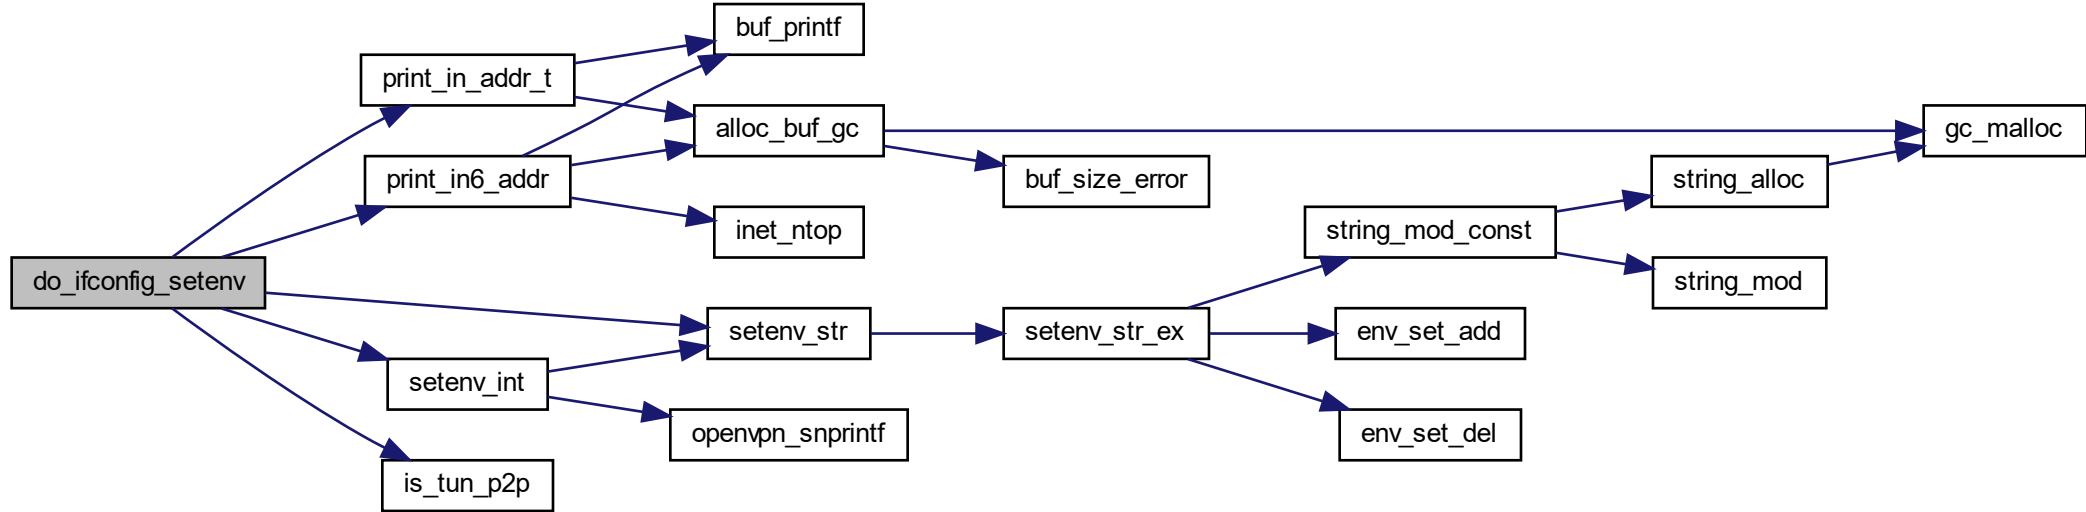 buf_printf
print_in_addr_t
alloc_buf_gc
gc_malloc
print_in6_addr
buf_size_error
string_alloc
inet_ntop
string_mod_const
do_ifconfig_setenv
string_mod
setenv_str
setenv_str_ex
env_set_add
setenv_int
openvpn_snprintf
env_set_del
is_tun_p2p